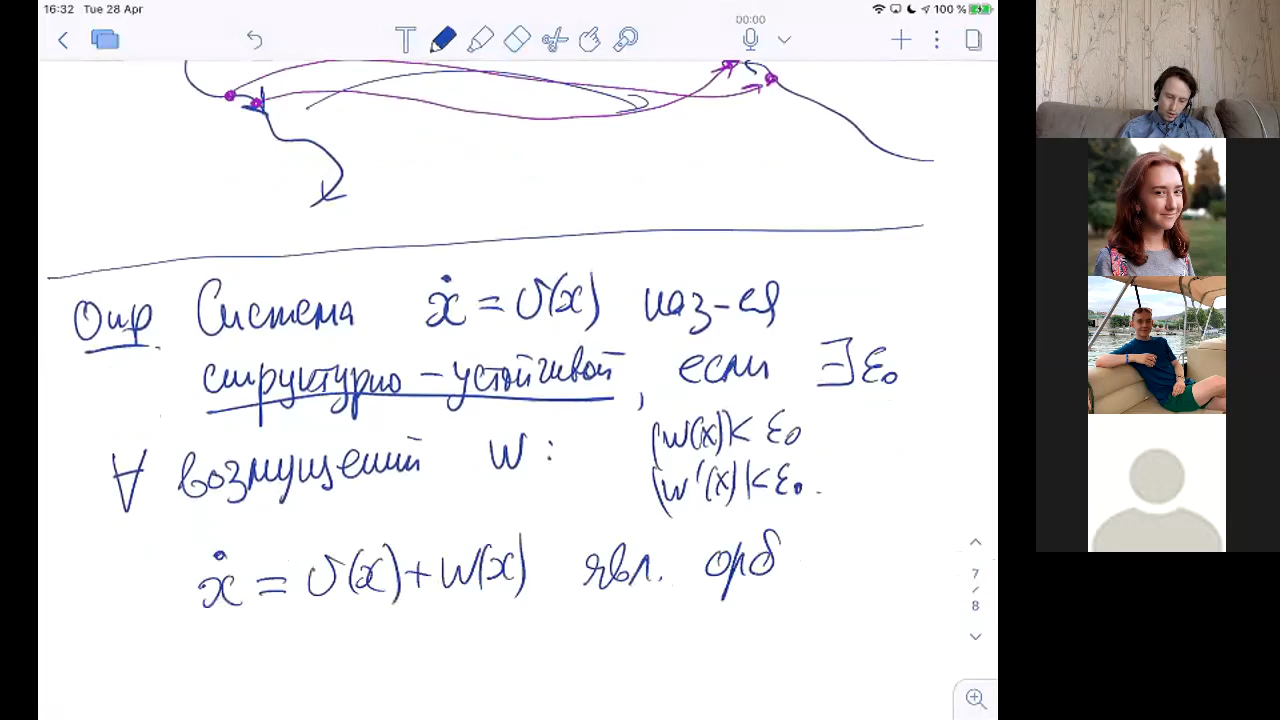 16:32 Tue 28 Apr
100 %
00:00
T
Опр. Система ẋ = v(x) наз-ся
структурно-устойчивой, если ∃ε₀
|w(x)|< ε₀
∀ возмущений w :
|w'(x)|<ε₀.
ẋ = v(x)+w(x) явл. орб
7
/
8